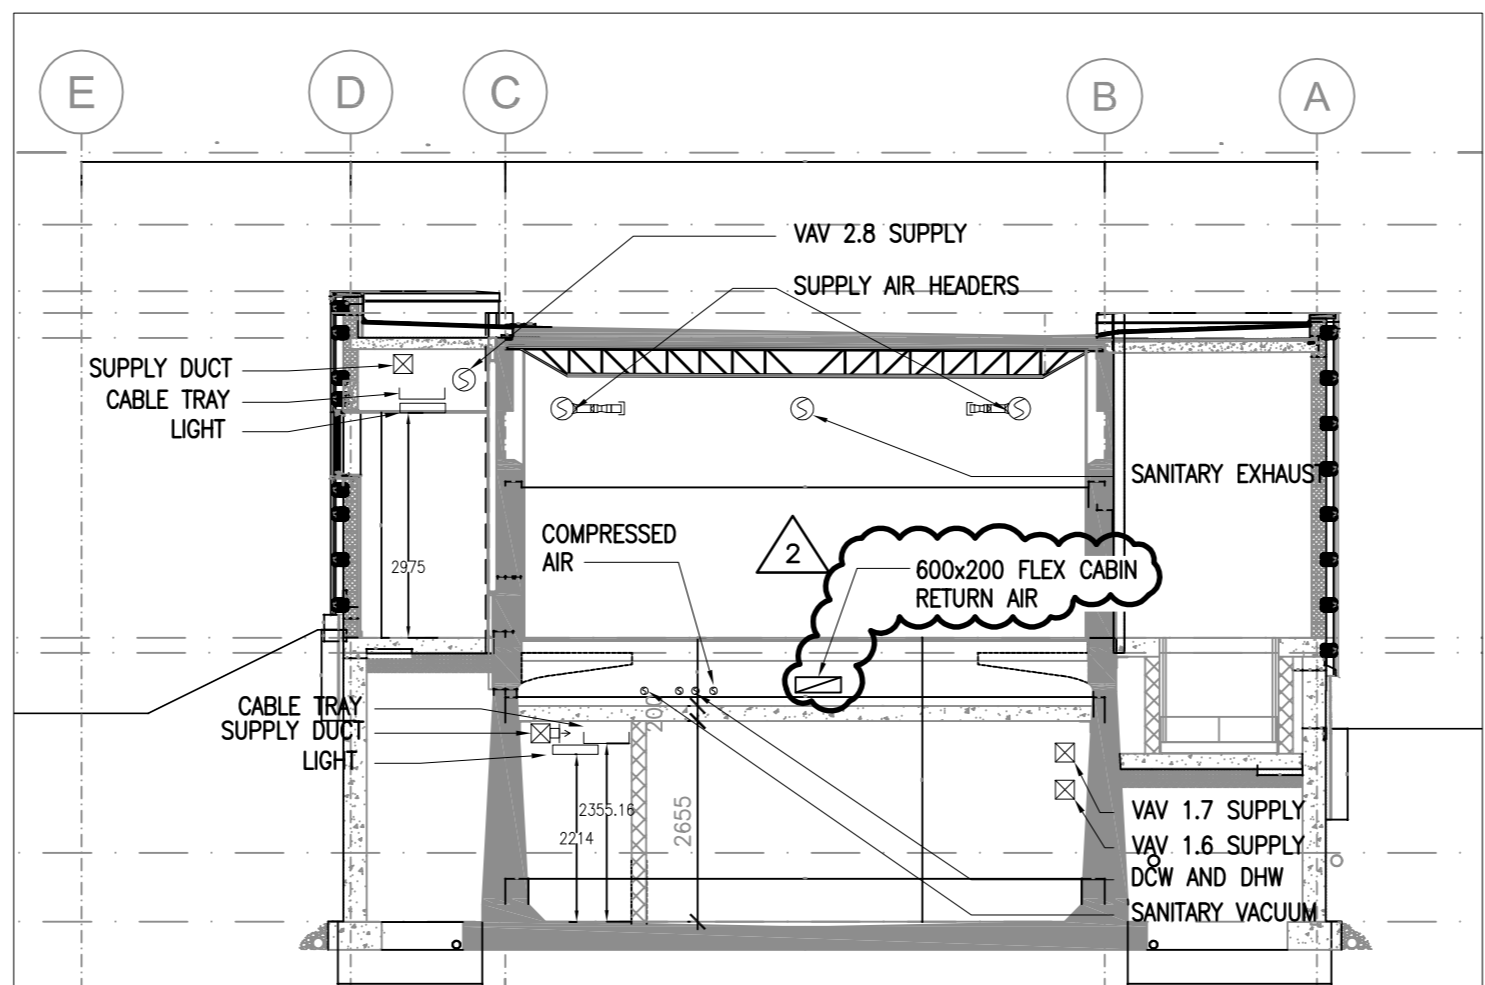 E
D
C
B
A
VAV 2.8 SUPPLY
SUPPLY AIR HEADERS
SUPPLY DUCT
CABLE TRAY
LIGHT
SANITARY EXHAUST
COMPRESSED
AIR
2
600x200 FLEX CABIN
RETURN AIR
2975
CABLE TRAY
SUPPLY DUCT
LIGHT
200
2355.16
2214
2655
VAV 1.7 SUPPLY
VAV 1.6 SUPPLY
DCW AND DHW
SANITARY VACUUM